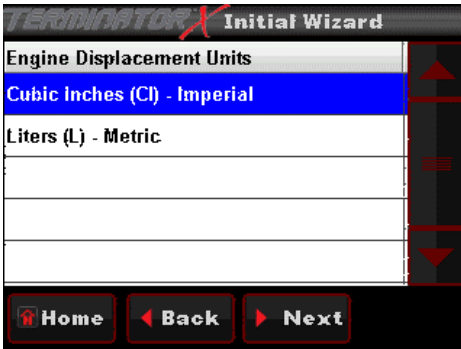 TERMINATOR X Initial Wizard
Engine Displacement Units
Cubic Inches (CI) - Imperial
Liters (L) - Metric
Home Back Next